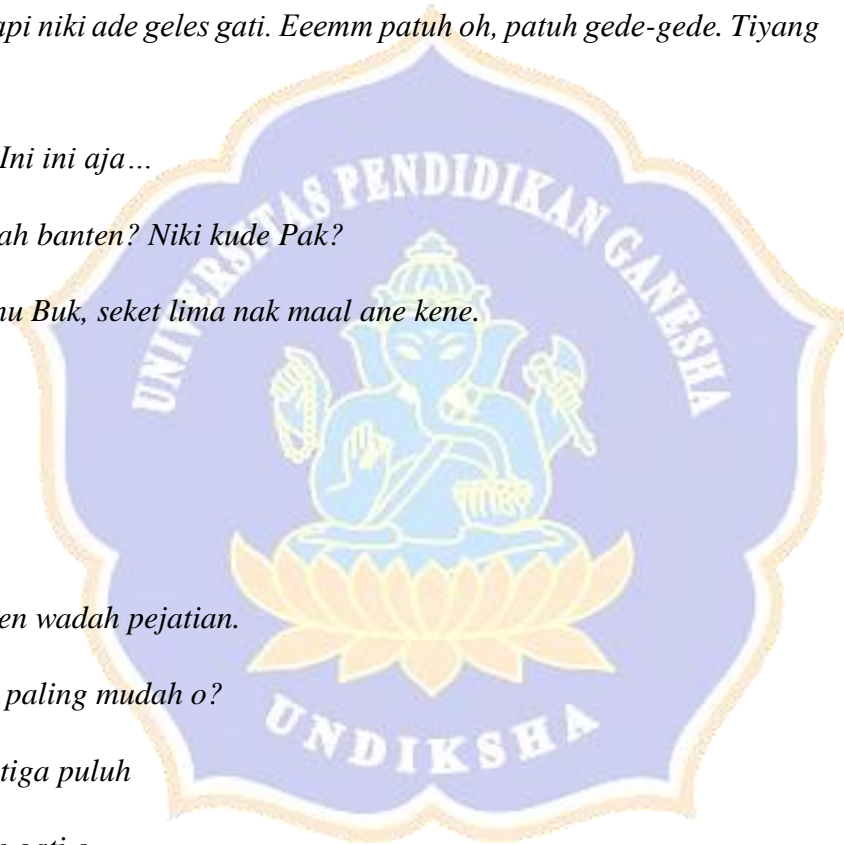 api niki ade geles gati. Eeemm patuh oh, patuh gede-gede. Tiyang
Ini ini aja…
ah banten? Niki kude Pak?
nu Buk, seket lima nak maal ane kene.
UNIVERSITAS PENDIDIKAN GANESHA
en wadah pejatian.
paling mudah o?
UNDIKSHA
tiga puluh